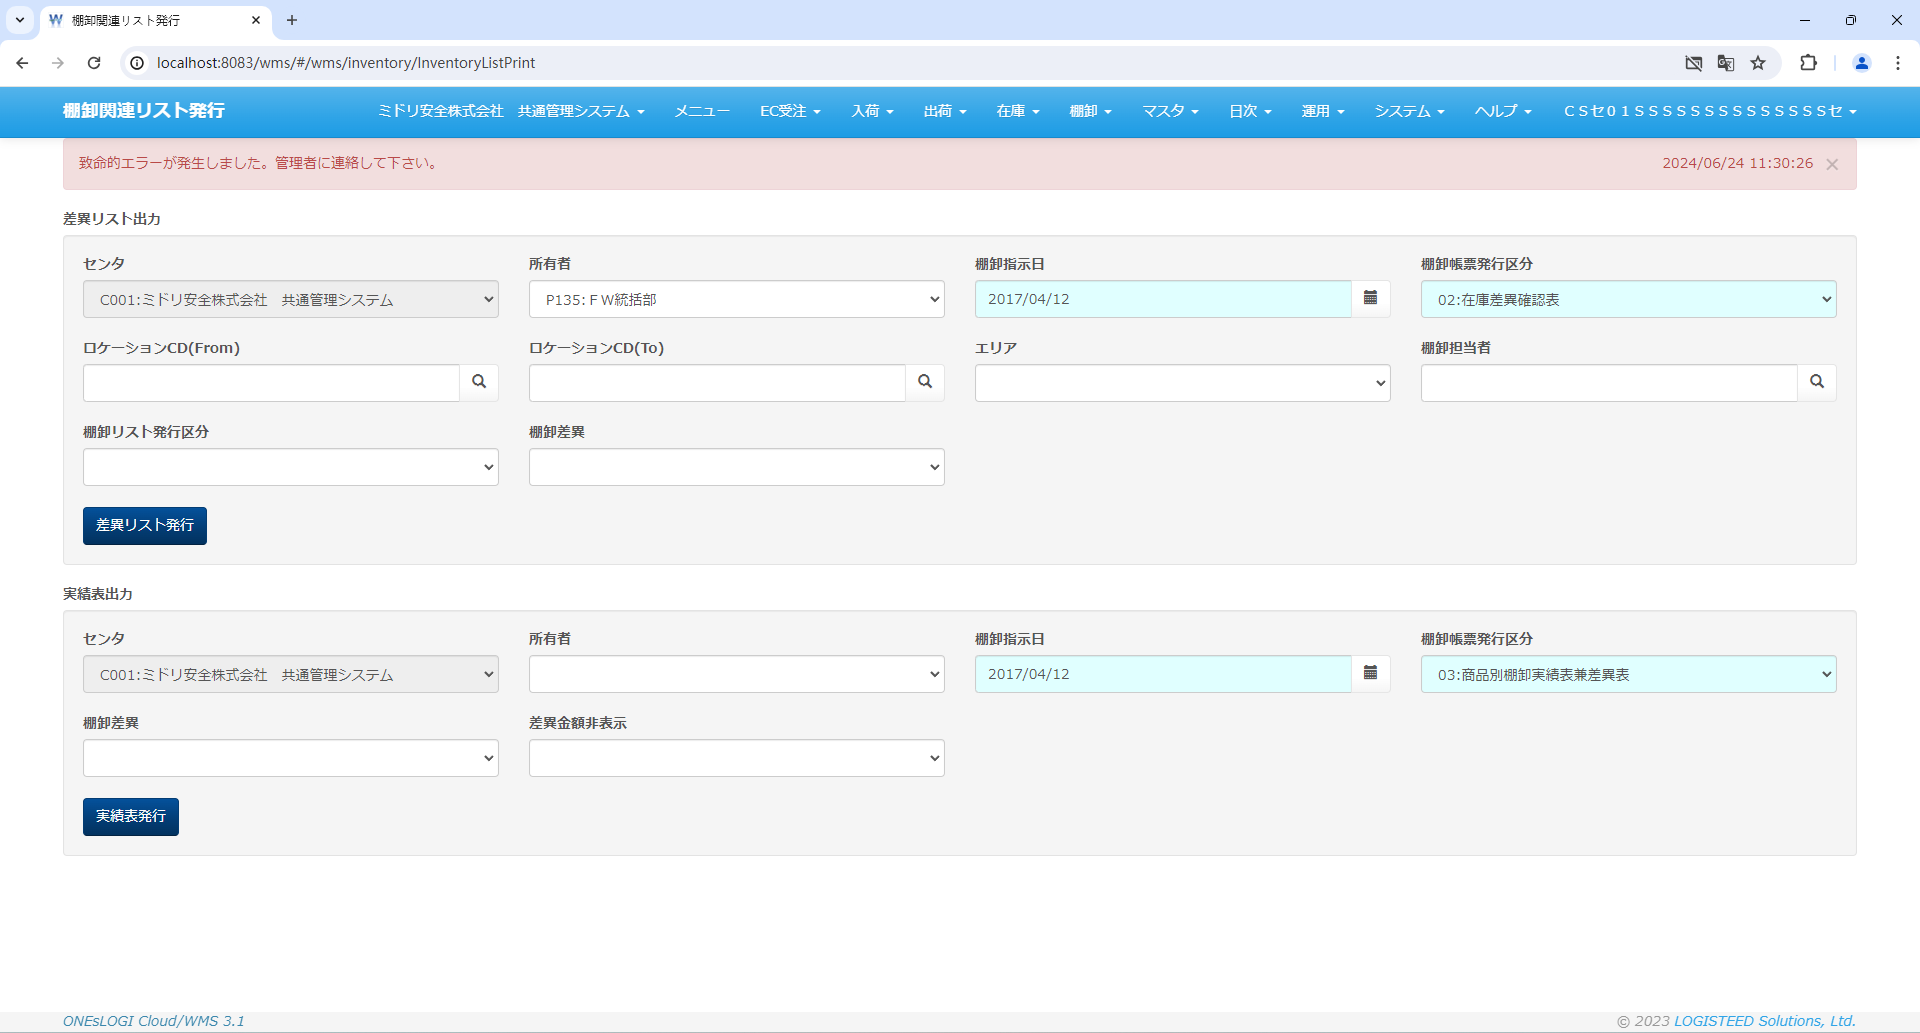 棚卸関連リスト発行
localhost:8083/wms/#/wms/inventory/InventoryListPrint
棚卸関連リスト発行 ミドリ安全株式会社　共通管理システム メニュー EC受注 入荷 出荷 在庫 棚卸 マスタ 日次 運用 システム ヘルプ ＣＳセ０１ＳＳＳＳＳＳＳＳＳＳＳＳＳＳセ
致命的エラーが発生しました。管理者に連絡して下さい。 2024/06/24 11:30:26 ×
差異リスト出力
センタ 所有者 棚卸指示日 棚卸帳票発行区分
C001:ミドリ安全株式会社　共通管理システム P135:ＦＷ統括部 2017/04/12 02:在庫差異確認表
ロケーションCD(From) ロケーションCD(To) エリア 棚卸担当者
棚卸リスト発行区分 棚卸差異
差異リスト発行
実績表出力
センタ 所有者 棚卸指示日 棚卸帳票発行区分
C001:ミドリ安全株式会社　共通管理システム 2017/04/12 03:商品別棚卸実績表兼差異表
棚卸差異 差異金額非表示
実績表発行
ONEsLOGI Cloud/WMS 3.1 © 2023 LOGISTEED Solutions, Ltd.